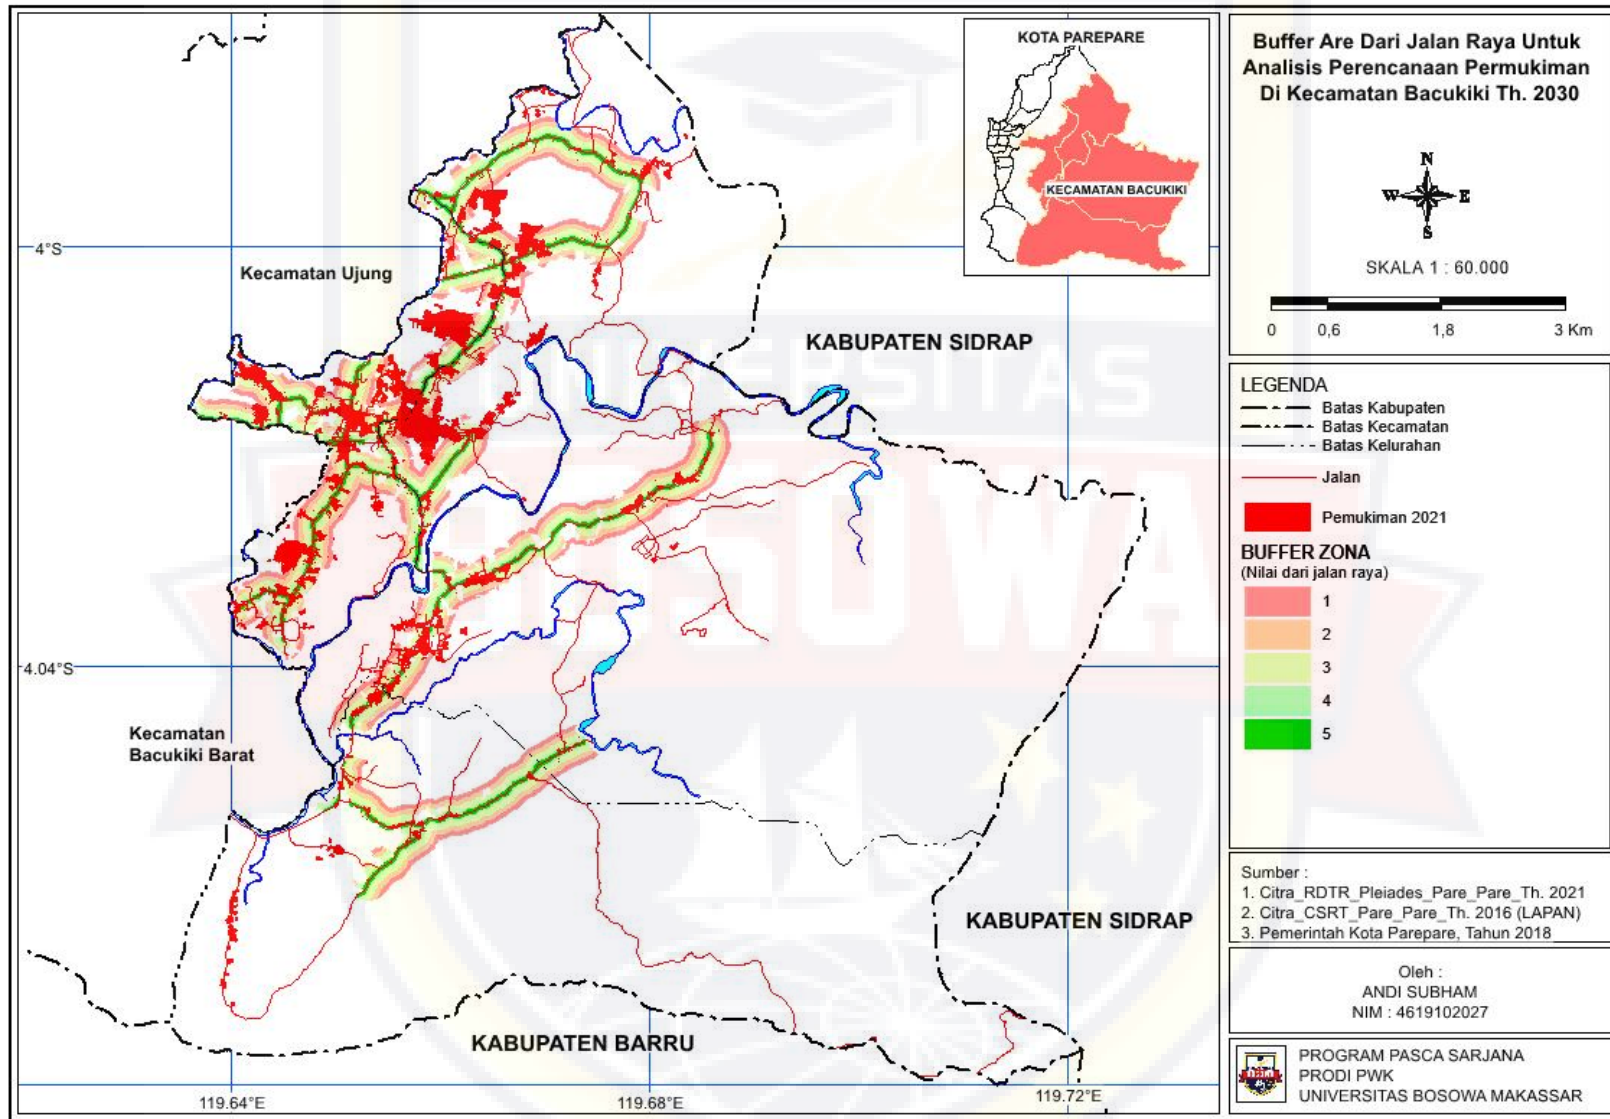 KOTA PAREPARE
KECAMATAN BACUKIKI
4°S
Kecamatan Ujung
KABUPATEN SIDRAP
UNIVERSITAS
BOSOWA
4.04°S
Kecamatan
Bacukiki Barat
KABUPATEN SIDRAP
KABUPATEN BARRU
119.64°E
119.68°E
119.72°E
Buffer Are Dari Jalan Raya Untuk
Analisis Perencanaan Permukiman
Di Kecamatan Bacukiki Th. 2030
N
W E
S
SKALA 1 : 60.000
0 0,6 1,8 3 Km
LEGENDA
Batas Kabupaten
Batas Kecamatan
Batas Kelurahan
Jalan
Pemukiman 2021
BUFFER ZONA
(Nilai dari jalan raya)
1
2
3
4
5
Sumber :
1. Citra_RDTR_Pleiades_Pare_Pare_Th. 2021
2. Citra_CSRT_Pare_Pare_Th. 2016 (LAPAN)
3. Pemerintah Kota Parepare, Tahun 2018
Oleh :
ANDI SUBHAM
NIM : 4619102027
PROGRAM PASCA SARJANA
PRODI PWK
UNIVERSITAS BOSOWA MAKASSAR